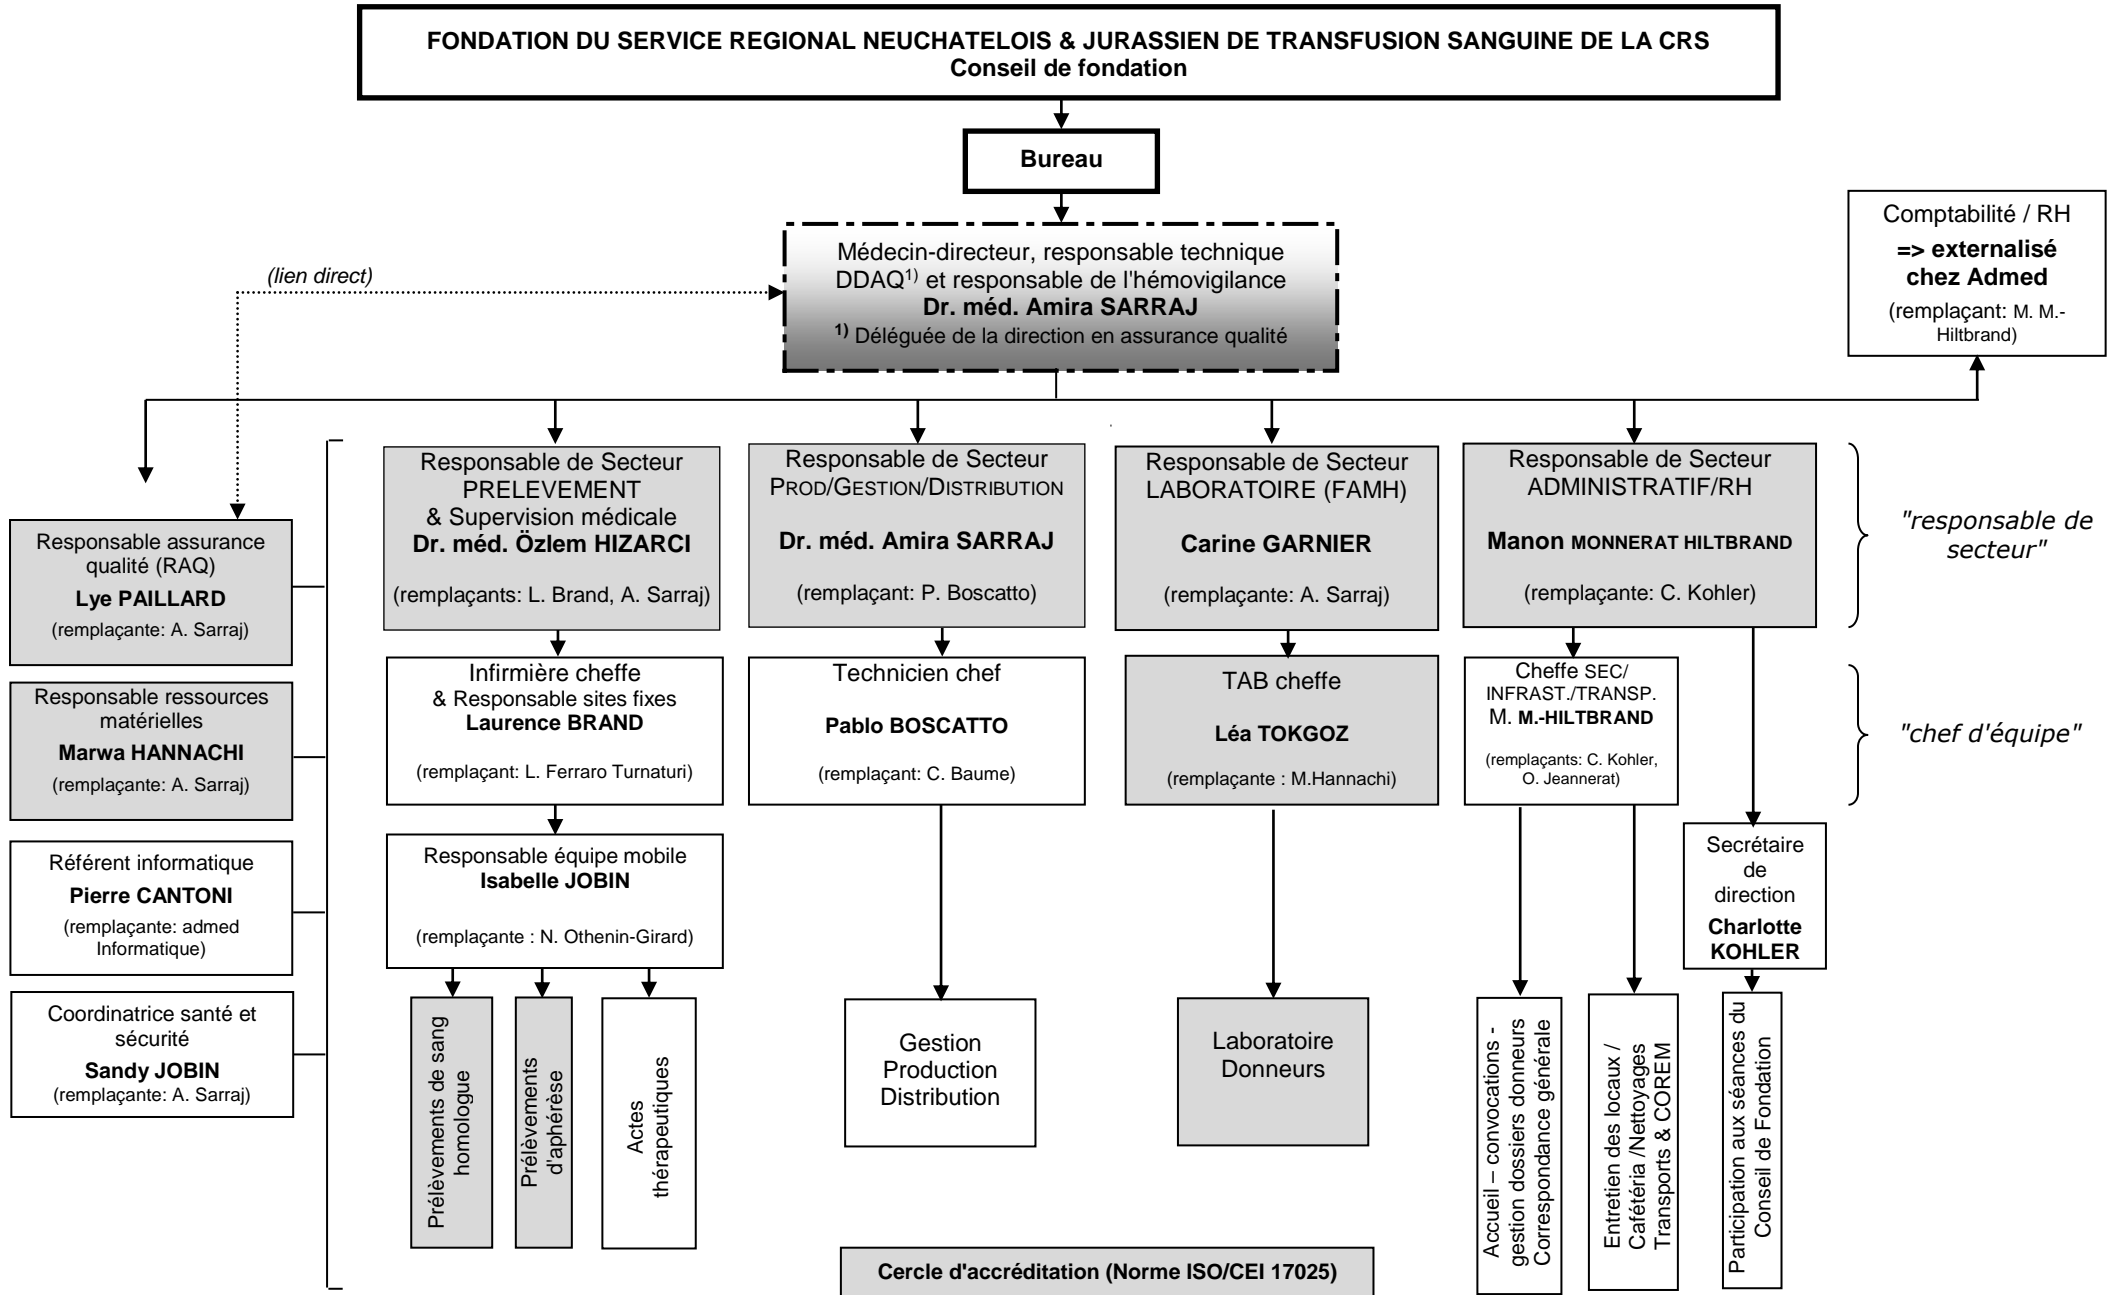 FONDATION DU SERVICE REGIONAL NEUCHATELOIS & JURASSIEN DE TRANSFUSION SANGUINE DE LA CRS
Conseil de fondation
Bureau
Médecin-directeur, responsable technique
DDAQ¹⁾ et responsable de l'hémovigilance
Dr. méd. Amira SARRAJ
¹⁾ Déléguée de la direction en assurance qualité
Comptabilité / RH
=> externalisé
chez Admed
(remplaçant: M. M.-
Hiltbrand)
(lien direct)
Responsable assurance
qualité (RAQ)
Lye PAILLARD
(remplaçante: A. Sarraj)
Responsable ressources
matérielles
Marwa HANNACHI
(remplaçante: A. Sarraj)
Référent informatique
Pierre CANTONI
(remplaçante: admed
Informatique)
Coordinatrice santé et
sécurité
Sandy JOBIN
(remplaçante: A. Sarraj)
Responsable de Secteur
PRELEVEMENT
& Supervision médicale
Dr. méd. Özlem HIZARCI
(remplaçants: L. Brand, A. Sarraj)
Responsable de Secteur
PROD/GESTION/DISTRIBUTION
Dr. méd. Amira SARRAJ
(remplaçant: P. Boscatto)
Responsable de Secteur
LABORATOIRE (FAMH)
Carine GARNIER
(remplaçante: A. Sarraj)
Responsable de Secteur
ADMINISTRATIF/RH
Manon MONNERAT HILTBRAND
(remplaçante: C. Kohler)
"responsable de
secteur"
Infirmière cheffe
& Responsable sites fixes
Laurence BRAND
(remplaçant: L. Ferraro Turnaturi)
Technicien chef
Pablo BOSCATTO
(remplaçant: C. Baume)
TAB cheffe
Léa TOKGOZ
(remplaçante : M.Hannachi)
Cheffe SEC/
INFRAST./TRANSP.
M. M.-HILTBRAND
(remplaçants: C. Kohler,
O. Jeannerat)
"chef d'équipe"
Responsable équipe mobile
Isabelle JOBIN
(remplaçante : N. Othenin-Girard)
Secrétaire
de
direction
Charlotte
KOHLER
Prélèvements de sang
homologue
Prélèvements
d'aphérèse
Actes
thérapeutiques
Gestion
Production
Distribution
Laboratoire
Donneurs
Accueil – convocations -
gestion dossiers donneurs
Correspondance générale
Entretien des locaux /
Cafétéria /Nettoyages
Transports & COREM
Participation aux séances du
Conseil de Fondation
Cercle d'accréditation (Norme ISO/CEI 17025)